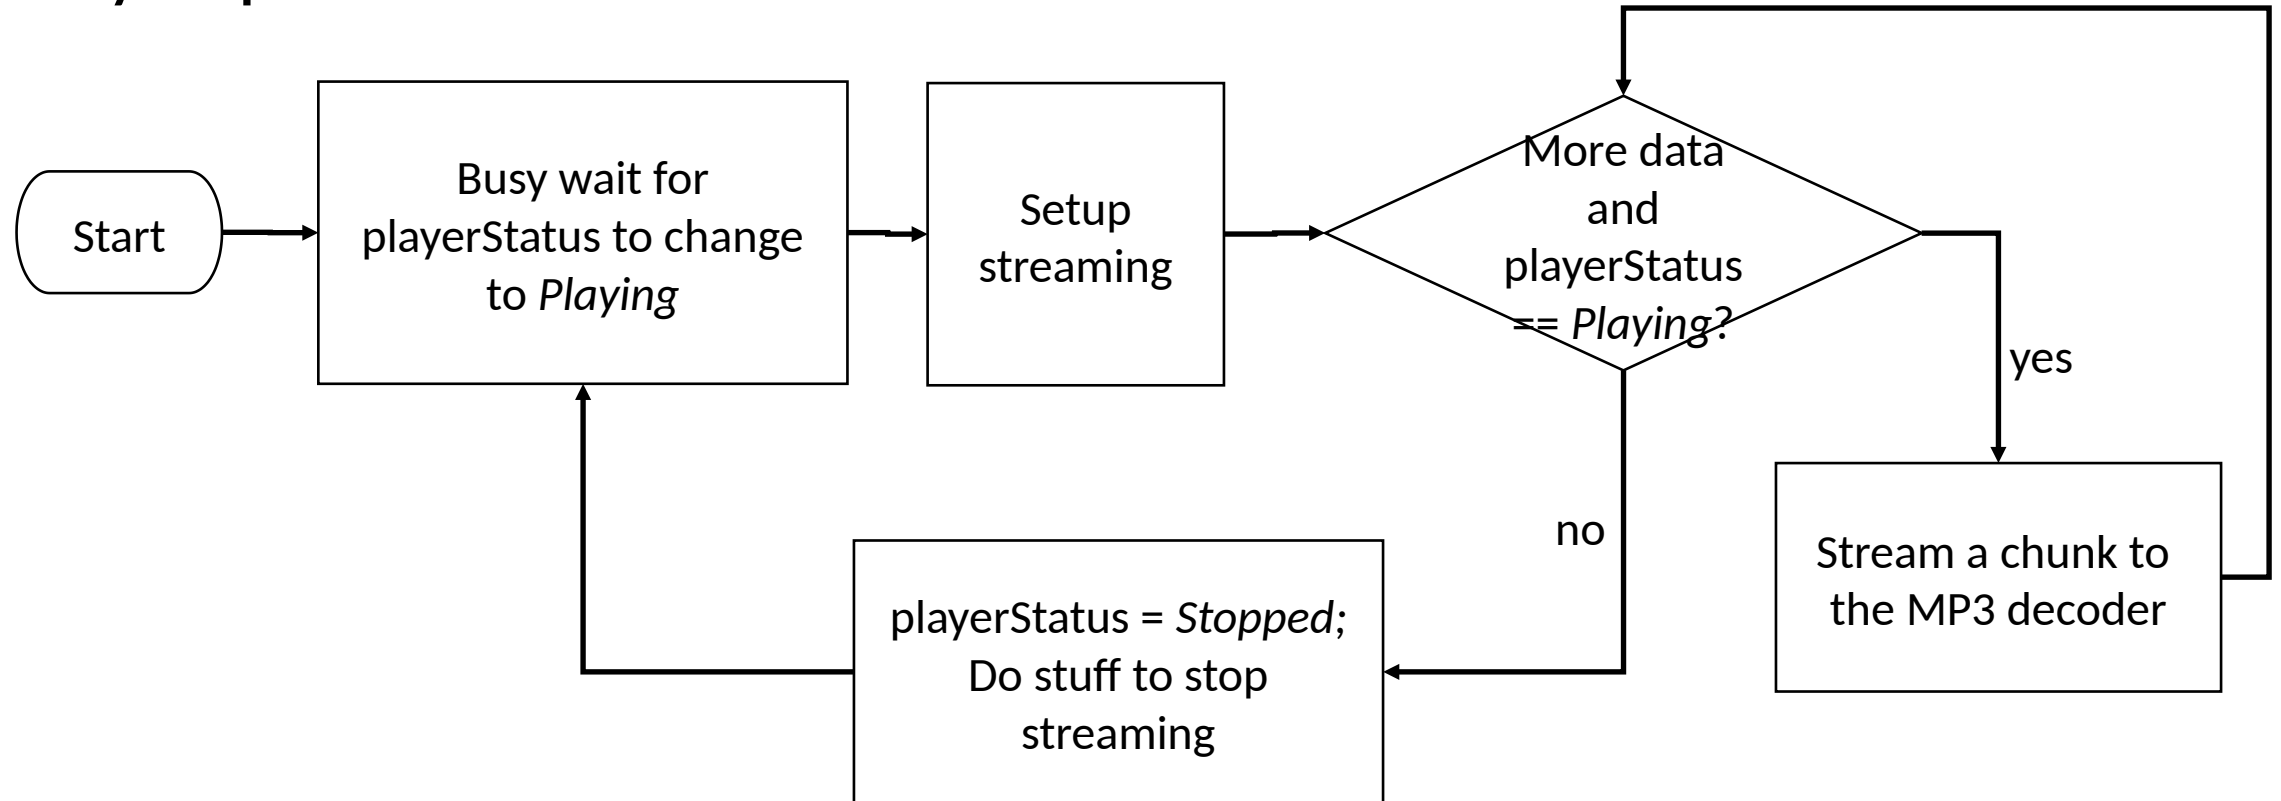 Start
Busy wait for
playerStatus to change
to Playing
Setup
streaming
More data
and
playerStatus
== Playing?
yes
no
Stream a chunk to
the MP3 decoder
playerStatus = Stopped;
Do stuff to stop
streaming